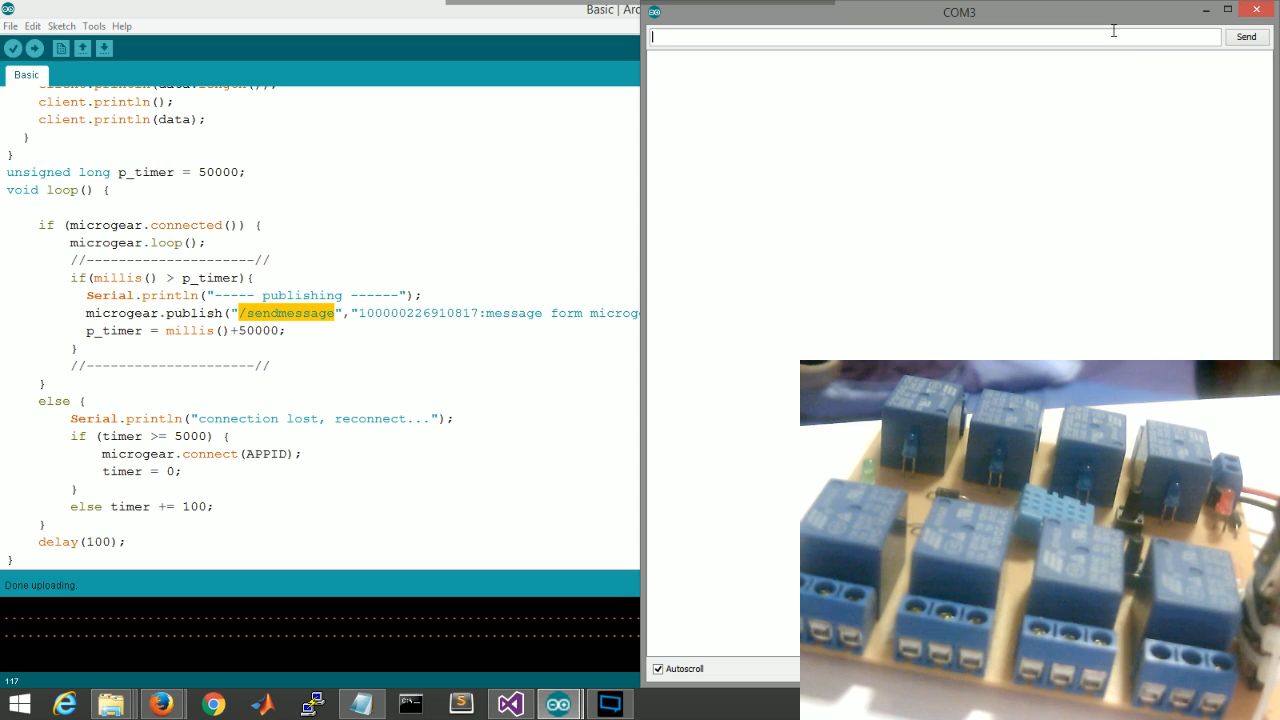 Basic | Ard
COM3
File Edit Sketch Tools Help
Send
Basic
client.println(data.length());
client.println();
client.println(data);
}
}
unsigned long p_timer = 50000;
void loop() {
if (microgear.connected()) {
microgear.loop();
//---------------------//
if(millis() > p_timer){
Serial.println("----- publishing ------");
microgear.publish("/sendmessage","100000226910817:message form microge
p_timer = millis()+50000;
}
//---------------------//
}
else {
Serial.println("connection lost, reconnect...");
if (timer >= 5000) {
microgear.connect(APPID);
timer = 0;
}
else timer += 100;
}
delay(100);
}
Done uploading.
Autoscroll
117